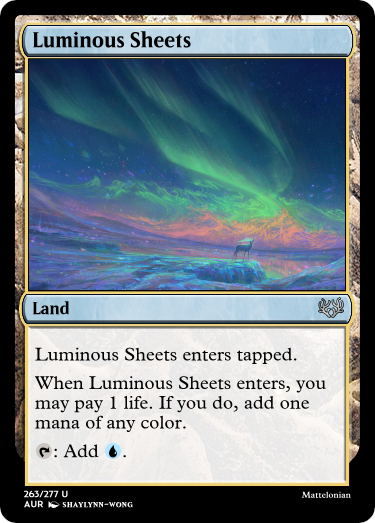 Luminous Sheets
Land
Luminous Sheets enters tapped.
When Luminous Sheets enters, you
may pay 1 life. If you do, add one
mana of any color.
: Add .
263/277 U
AUR SHAYLYNN-WONG
Mattelonian